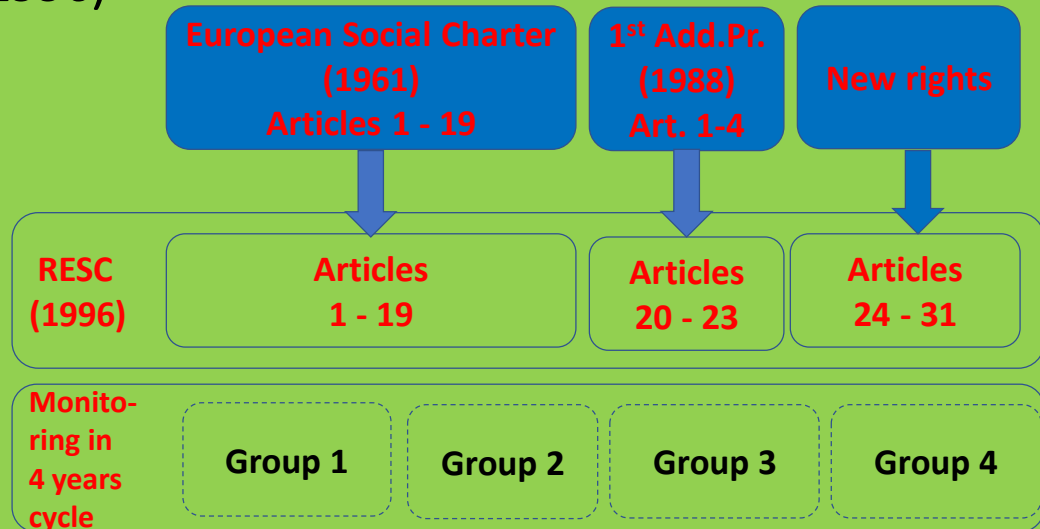 European Social Charter
(1961)
Articles 1 - 19
1st Add.Pr.
(1988)
Art. 1-4
New rights
RESC
(1996)
Articles
1 - 19
Articles
20 - 23
Articles
24 - 31
Monito-
ring in
4 years
cycle
Group 1
Group 2
Group 3
Group 4